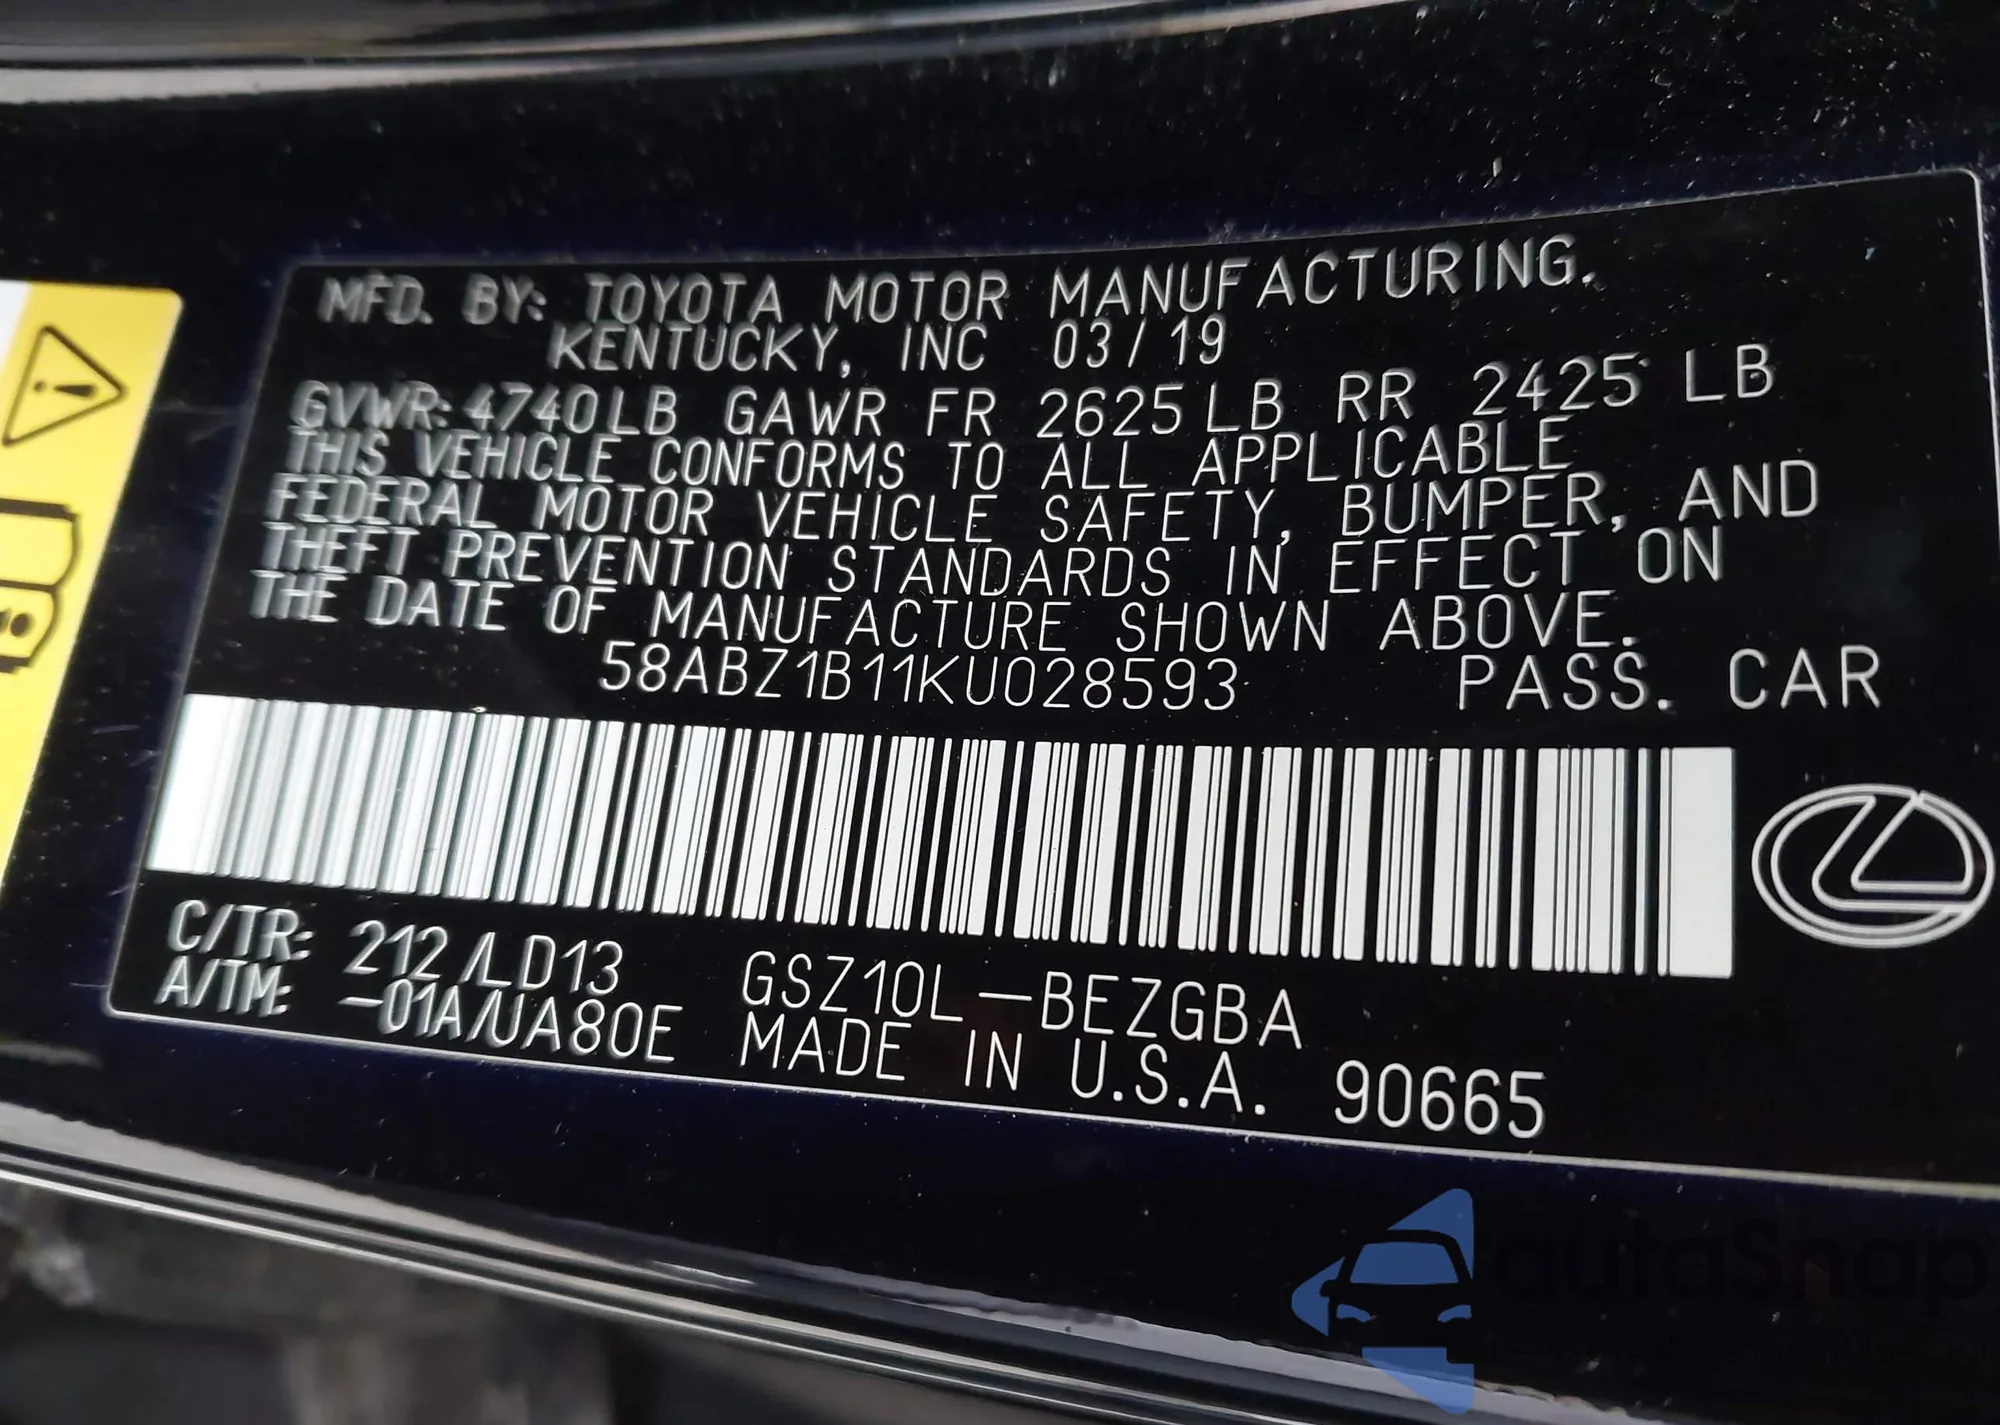 MFD. BY: TOYOTA MOTOR MANUFACTURING.
KENTUCKY, INC 03/19
GVWR: 4740LB GAWR FR 2625LB RR 2425 LB
THIS VEHICLE CONFORMS TO ALL APPLICABLE
FEDERAL MOTOR VEHICLE SAFETY, BUMPER, AND
THEFT PREVENTION STANDARDS IN EFFECT ON
THE DATE OF MANUFACTURE SHOWN ABOVE.
58ABZ1B11KU028593 PASS. CAR
C/TR: 212/LD13 GSZ10L-BEZGBA
A/TM: -01A/UA80E MADE IN U.S.A. 90665
autoSnap